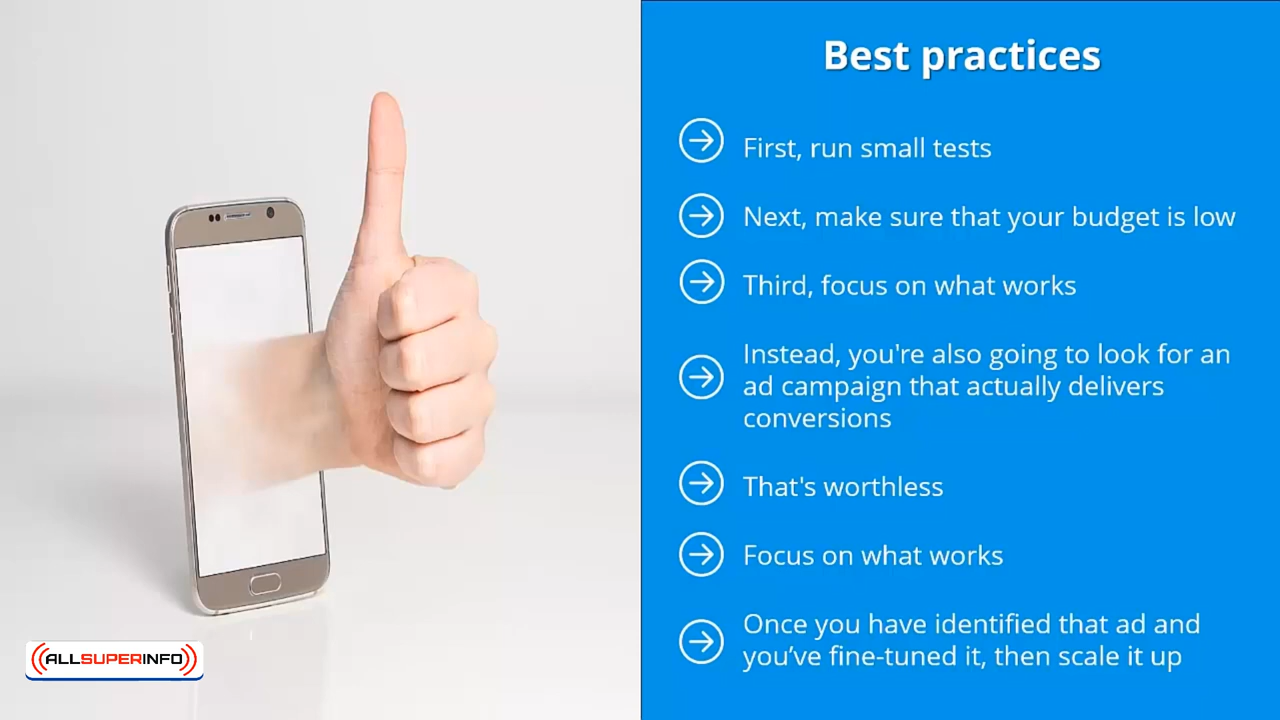 Best practices
First, run small tests
Next, make sure that your budget is low
Third, focus on what works
Instead, you're also going to look for an
ad campaign that actually delivers
conversions
That's worthless
Focus on what works
Once you have identified that ad and
you’ve fine-tuned it, then scale it up
ALLSUPERINFO